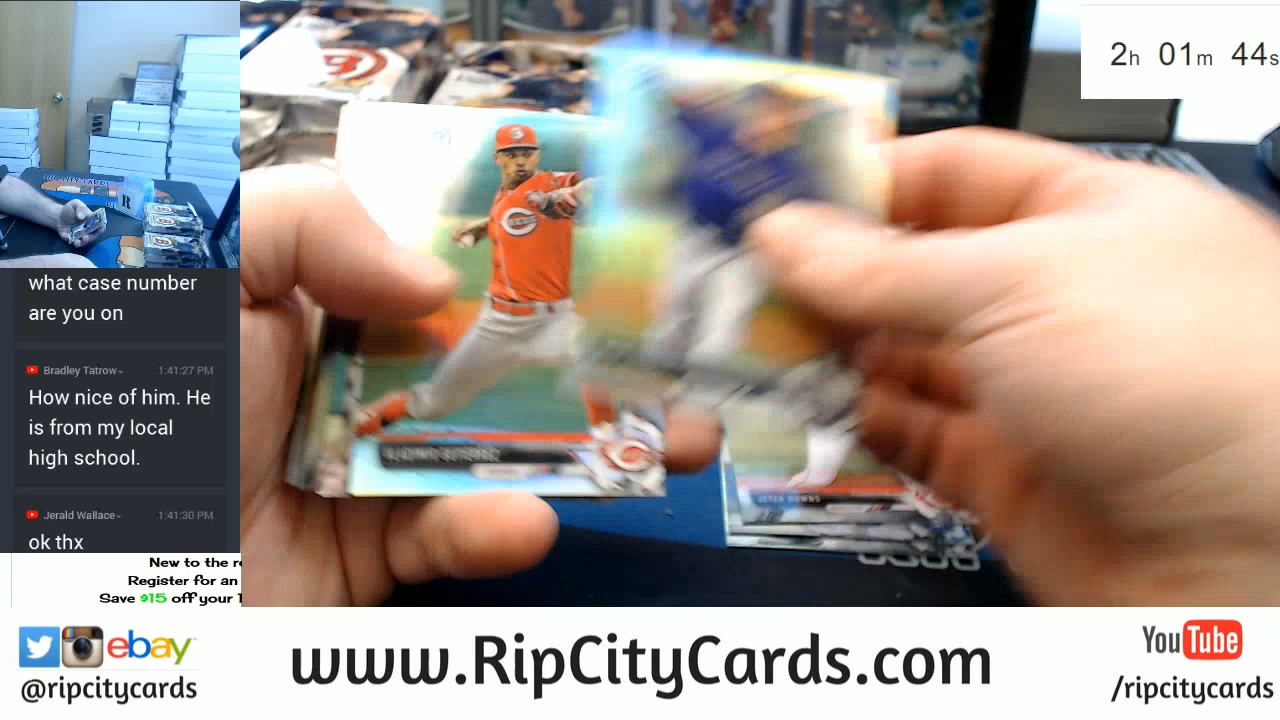 2h 01m 44s
what case number
are you on
Bradley Tatrow
1:41:27 PM
How nice of him. He
is from my local
high school.
Jerald Wallace
1:41:30 PM
ok thx
New to the
Register for an
Save $15 off your
VLADIMIR GUTIERREZ
JETER DOWNS
ebay
@ripcitycards
www.RipCityCards.com
YouTube
/ripcitycards